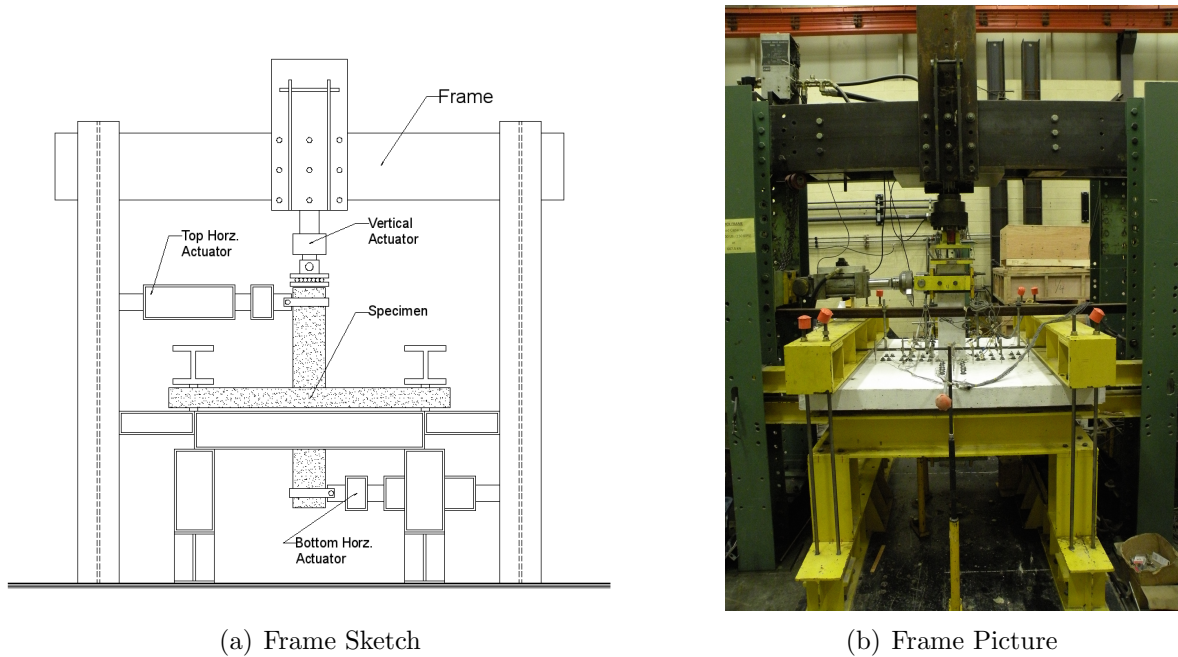 Frame
Vertical
Actuator
Top Horz.
Actuator
Specimen
Bottom Horz.
Actuator
(a) Frame Sketch
(b) Frame Picture